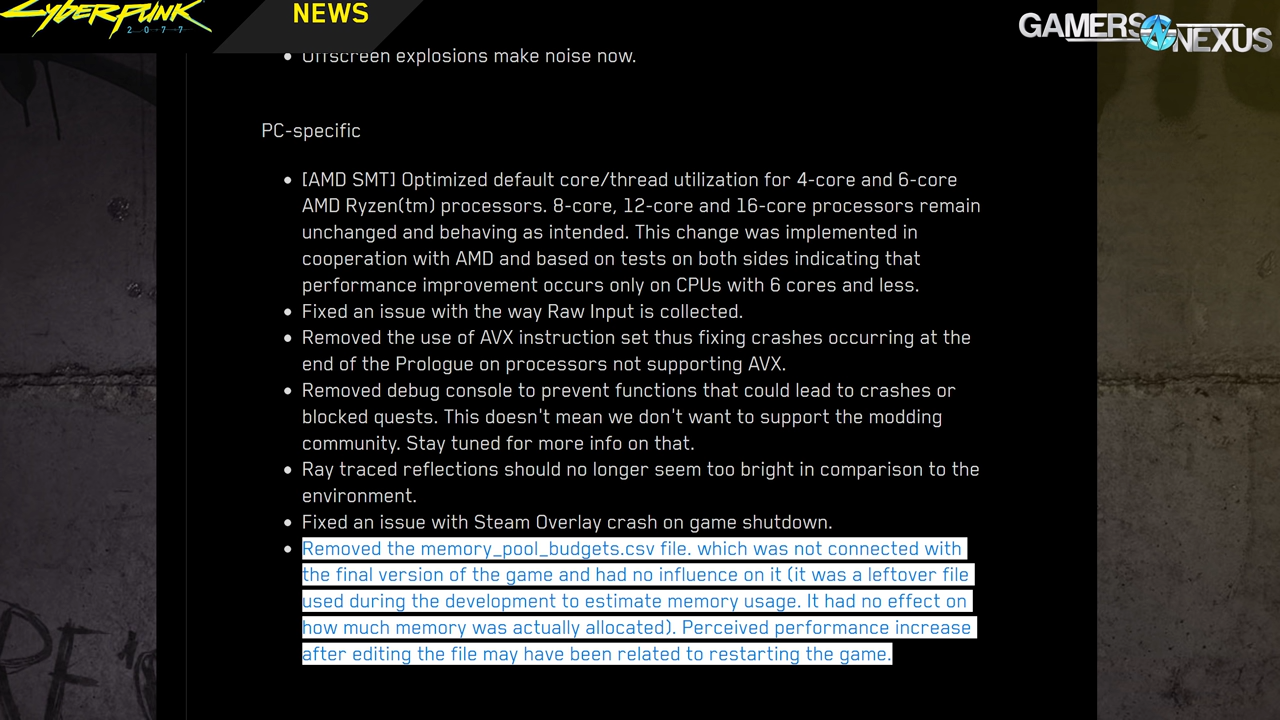 Cyberpunk
2077
NEWS
GAMERS NEXUS
• Offscreen explosions make noise now.
PC-specific
• [AMD SMT] Optimized default core/thread utilization for 4-core and 6-core
AMD Ryzen(tm) processors. 8-core, 12-core and 16-core processors remain
unchanged and behaving as intended. This change was implemented in
cooperation with AMD and based on tests on both sides indicating that
performance improvement occurs only on CPUs with 6 cores and less.
• Fixed an issue with the way Raw Input is collected.
• Removed the use of AVX instruction set thus fixing crashes occurring at the
end of the Prologue on processors not supporting AVX.
• Removed debug console to prevent functions that could lead to crashes or
blocked quests. This doesn't mean we don't want to support the modding
community. Stay tuned for more info on that.
• Ray traced reflections should no longer seem too bright in comparison to the
environment.
• Fixed an issue with Steam Overlay crash on game shutdown.
• Removed the memory_pool_budgets.csv file. which was not connected with
the final version of the game and had no influence on it (it was a leftover file
used during the development to estimate memory usage. It had no effect on
how much memory was actually allocated). Perceived performance increase
after editing the file may have been related to restarting the game.